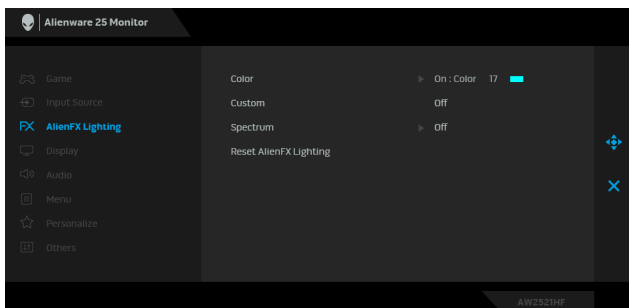 Alienware 25 Monitor
Game
Input Source
AlienFX Lighting
Display
Audio
Menu
Personalize
Others
Color On : Color 17
Custom Off
Spectrum Off
Reset AlienFX Lighting
AW2521HF